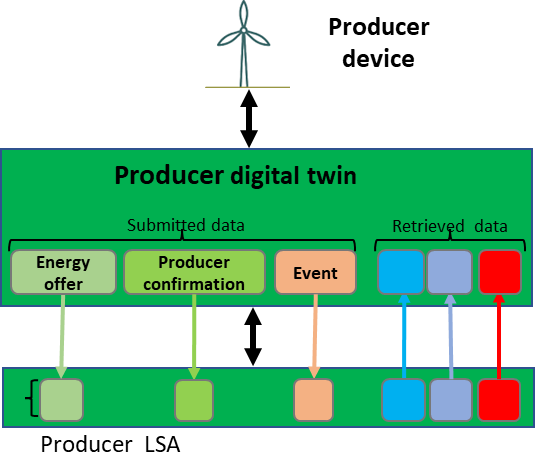 Producer
device
Producer digital twin
Submitted data
Retrieved data
Energy
offer
Producer
confirmation
Event
Producer LSA